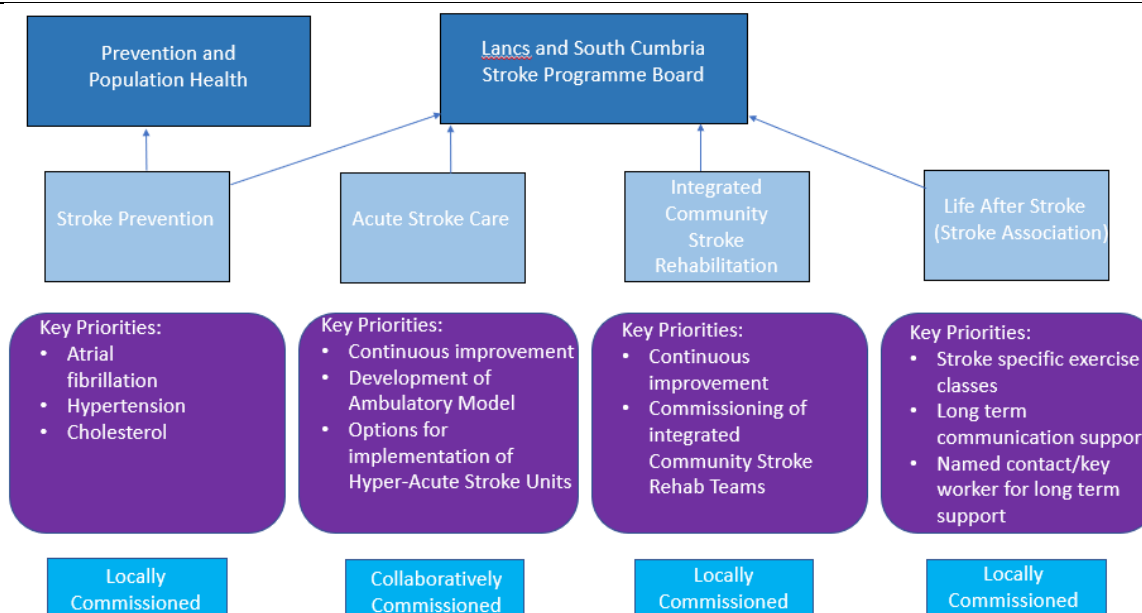 Prevention and
Population Health
Lancs and South Cumbria
Stroke Programme Board
Stroke Prevention
Acute Stroke Care
Integrated
Community
Stroke
Rehabilitation
Life After Stroke
(Stroke Association)
Key Priorities:
• Atrial
fibrillation
• Hypertension
• Cholesterol
Key Priorities:
• Continuous improvement
• Development of
Ambulatory Model
• Options for
implementation of
Hyper-Acute Stroke Units
Key Priorities:
• Continuous
improvement
• Commissioning of
integrated
Community Stroke
Rehab Teams
Key Priorities:
• Stroke specific exercise
classes
• Long term
communication support
• Named contact/key
worker for long term
support
Locally
Commissioned
Collaboratively
Commissioned
Locally
Commissioned
Locally
Commissioned